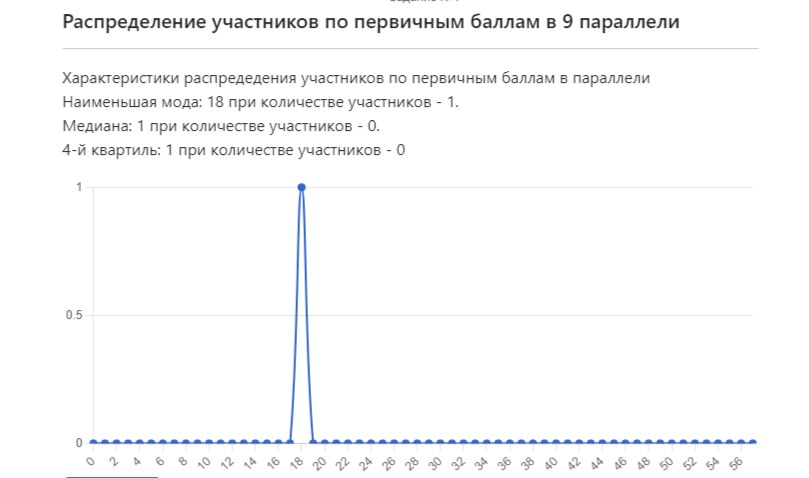 Распределение участников по первичным баллам в 9 параллели
Характеристики распредедения участников по первичным баллам в параллели
Наименьшая мода: 18 при количестве участников - 1.
Медиана: 1 при количестве участников - 0.
4-й квартиль: 1 при количестве участников - 0
1
0.5
0
0 2 4 6 8 10 12 14 16 18 20 22 24 26 28 30 32 34 36 38 40 42 44 46 48 50 52 54 56